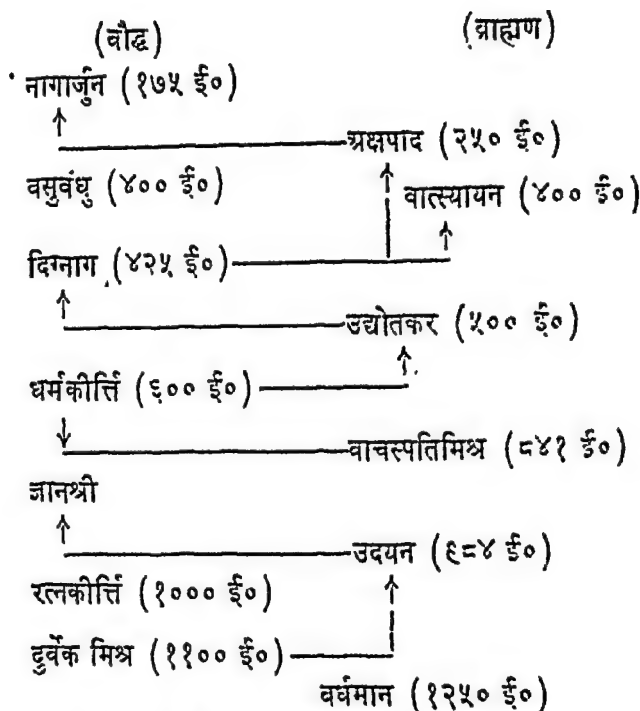 (बौद्ध) (ब्राह्मण)
नागार्जुन (१७५ ई०)
अक्षपाद (२५० ई०)
वसुवंधु (४०० ई०) वात्स्यायन (४०० ई०)
दिग्नाग (४२५ ई०)
उद्योतकर (५०० ई०)
धर्मकीर्त्ति (६०० ई०)
वाचस्पतिमिश्र (८४१ ई०)
ज्ञानश्री
उदयन (९८४ ई०)
रत्नकीर्त्ति (१००० ई०)
दुर्वेक मिश्र (११०० ई०)
वर्धमान (१२५० ई०)